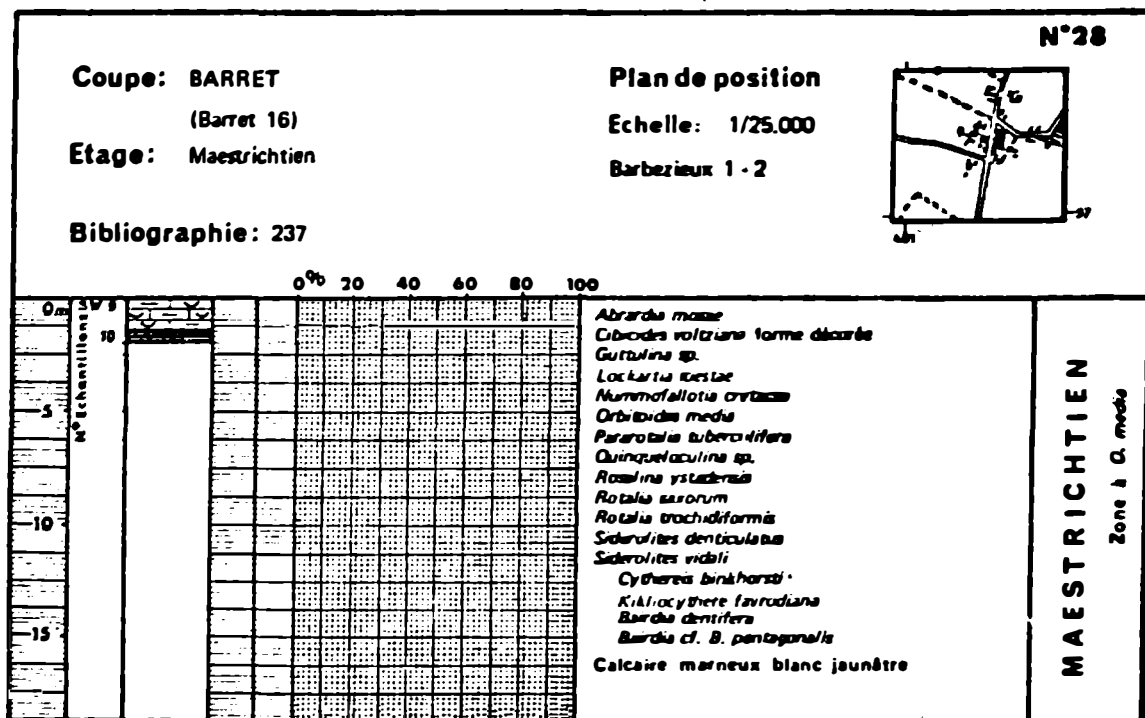 N°28
Coupe: BARRET
(Barret 16)
Etage: Maestrichtien
Bibliographie: 237
Plan de position
Echelle: 1/25.000
Barbezieux 1 - 2
57
0 % 20 40 60 80 100
0m
5
10
15
N° Echantillons
9
10
Abrardia mosae
Cibicides voltziana forme décorée
Guttulina sp.
Lockartia roestae
Nummofallotia cretacea
Orbitoides media
Pararotalia tuberculifera
Quinqueloculina sp.
Rosalina ystadensis
Rotalia saxorum
Rotalia trochidiformis
Siderolites denticulatus
Siderolites vidali
Cythereis binkhorsti
Kikliocythere favrodiana
Bairdia dentifera
Bairdia cf. B. pentagonalis
Calcaire marneux blanc jaunâtre
MAESTRICHTIEN
Zone à O. media